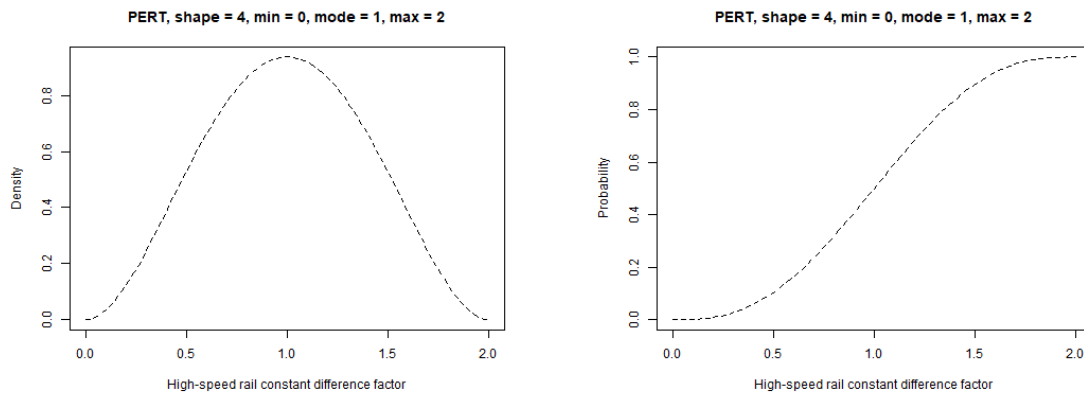 PERT, shape = 4, min = 0, mode = 1, max = 2
Density
0.0 0.2 0.4 0.6 0.8
0.0 0.5 1.0 1.5 2.0
High-speed rail constant difference factor
PERT, shape = 4, min = 0, mode = 1, max = 2
Probability
0.0 0.2 0.4 0.6 0.8 1.0
0.0 0.5 1.0 1.5 2.0
High-speed rail constant difference factor